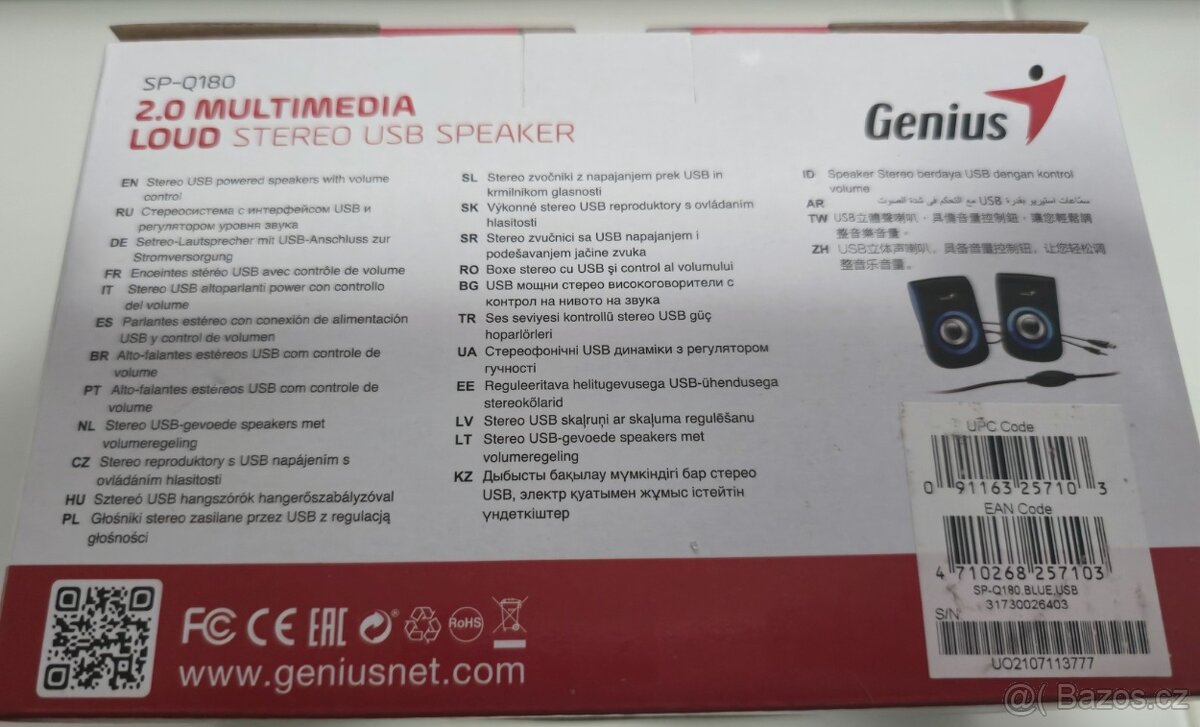 SP-Q180
2.0 MULTIMEDIA
LOUD STEREO USB SPEAKER
Genius
EN Stereo USB powered speakers with volume
control
RU Стереосистема с интерфейсом USB и
регулятором уровня звука
DE Setreo-Lautsprecher mit USB-Anschluss zur
Stromversorgung
FR Enceintes stéréo USB avec contrôle de volume
IT Stereo USB altoparlanti power con controllo
del volume
ES Parlantes estéreo con conexión de alimentación
USB y control de volumen
BR Alto-falantes estéreos USB com controle de
volume
PT Alto-falantes estéreos USB com controle de
volume
NL Stereo USB-gevoede speakers met
volumeregeling
CZ Stereo reproduktory s USB napájením s
ovládáním hlasitosti
HU Sztereó USB hangszórók hangerőszabályzóval
PL Głośniki stereo zasilane przez USB z regulacją
głośności
SL Stereo zvočniki z napajanjem prek USB in
krmilnikom glasnosti
SK Výkonné stereo USB reproduktory s ovládaním
hlasitosti
SR Stereo zvučnici sa USB napajanjem i
podešavanjem jačine zvuka
RO Boxe stereo cu USB şi control al volumului
BG USB мощни стерео високоговорители с
контрол на нивото на звука
TR Ses seviyesi kontrollü stereo USB güç
hoparlörleri
UA Стереофонічні USB динаміки з регулятором
гучності
EE Reguleeritava helitugevusega USB-ühendusega
stereokõlarid
LV Stereo USB skaļruņi ar skaļuma regulēšanu
LT Stereo USB-gevoede speakers met
volumeregeling
KZ Дыбысты бақылау мүмкіндігі бар стерео
USB, электр қуатымен жұмыс істейтін
үндеткіштер
ID Speaker Stereo berdaya USB dengan kontrol
volume
AR سماعات استيريو بقدرة USB مع التحكم في شدة الصوت
TW USB立體聲喇叭，具備音量控制鈕，讓您輕鬆調
整音樂音量。
ZH USB立体声喇叭，具备音量控制钮，让您轻松调
整音乐音量。
UPC Code
0 91163 25710 3
EAN Code
4 710268 257103
SP-Q180,BLUE,USB
31730026403
S/N
UO2107113777
FC CE EAC RoHS
www.geniusnet.com
@( Bazos.cz